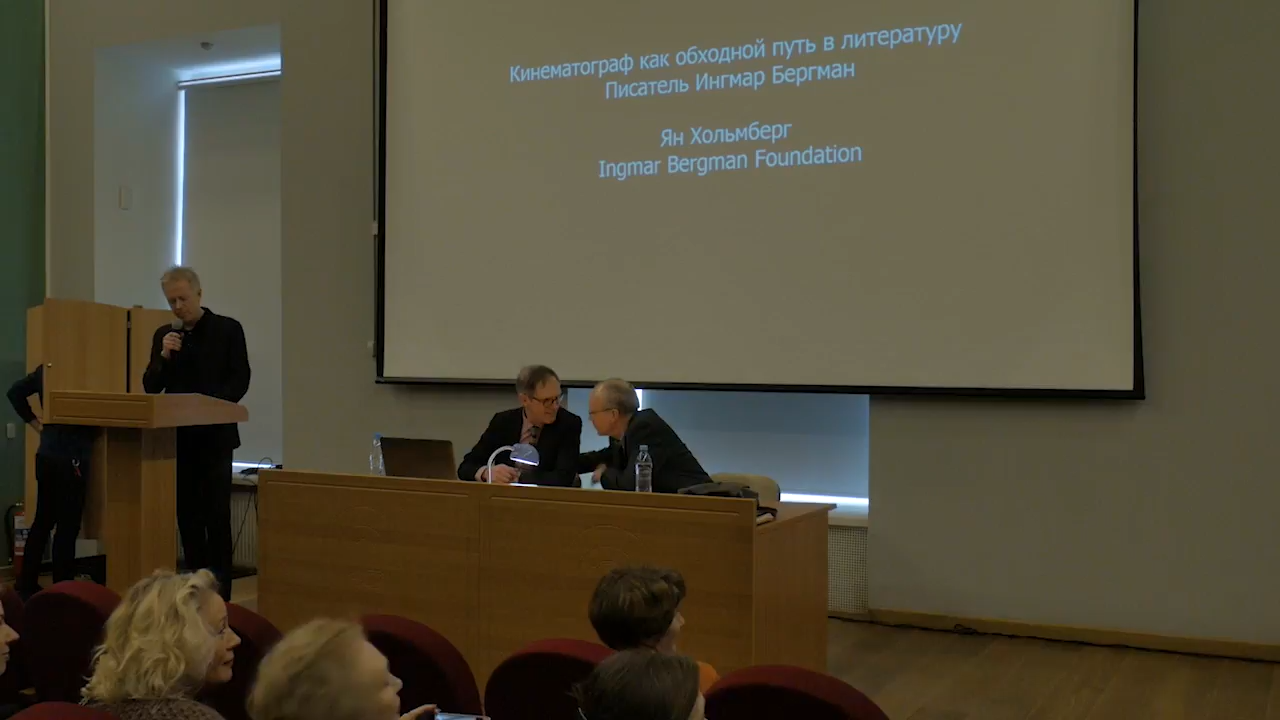 Кинематограф как обходной путь в литературу
Писатель Ингмар Бергман
Ян Хольмберг
Ingmar Bergman Foundation